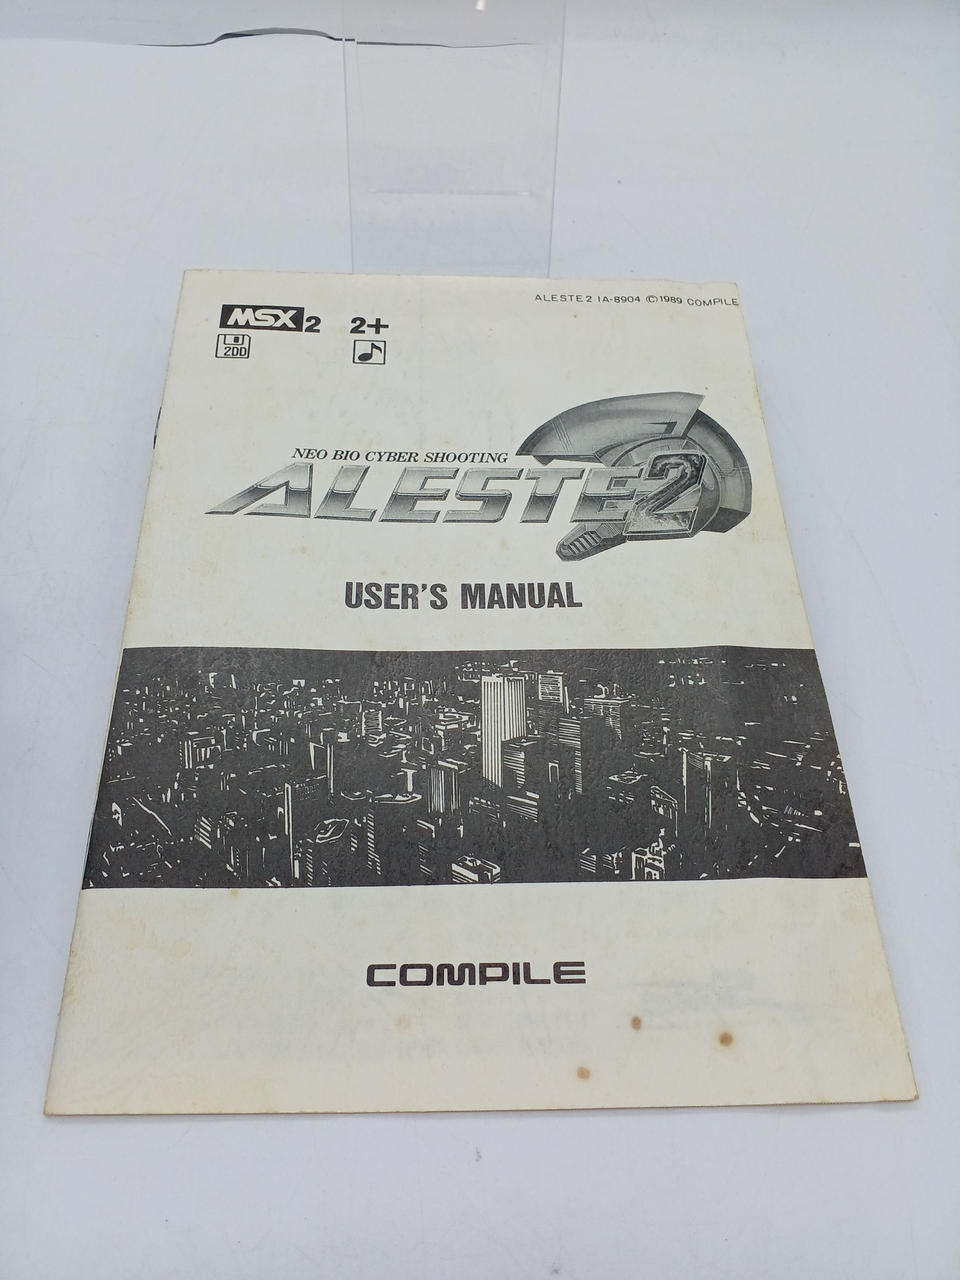 ALESTE2 IA-8904 ©1989 COMPILE
MSX2 2+
2DD
NEO BIO CYBER SHOOTING
ALESTE2
USER'S MANUAL
COMPILE